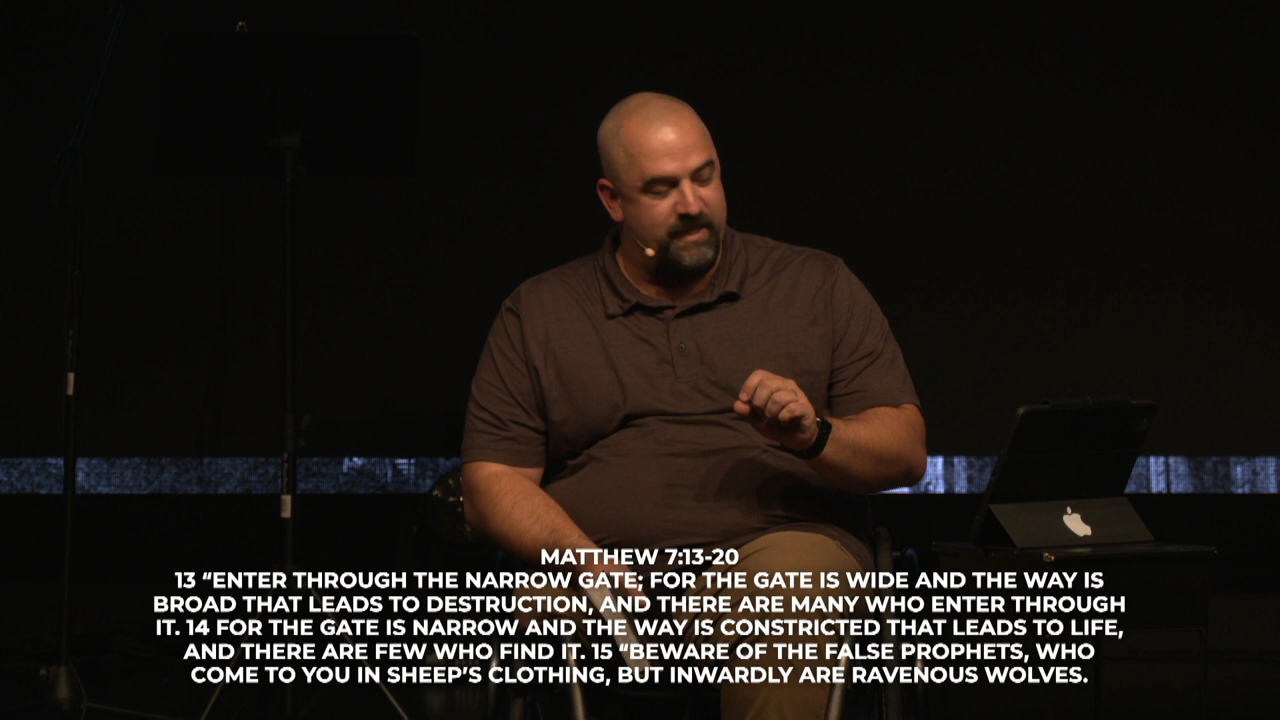 MATTHEW 7:13-20
13 “ENTER THROUGH THE NARROW GATE; FOR THE GATE IS WIDE AND THE WAY IS
BROAD THAT LEADS TO DESTRUCTION, AND THERE ARE MANY WHO ENTER THROUGH
IT. 14 FOR THE GATE IS NARROW AND THE WAY IS CONSTRICTED THAT LEADS TO LIFE,
AND THERE ARE FEW WHO FIND IT. 15 “BEWARE OF THE FALSE PROPHETS, WHO
COME TO YOU IN SHEEP’S CLOTHING, BUT INWARDLY ARE RAVENOUS WOLVES.